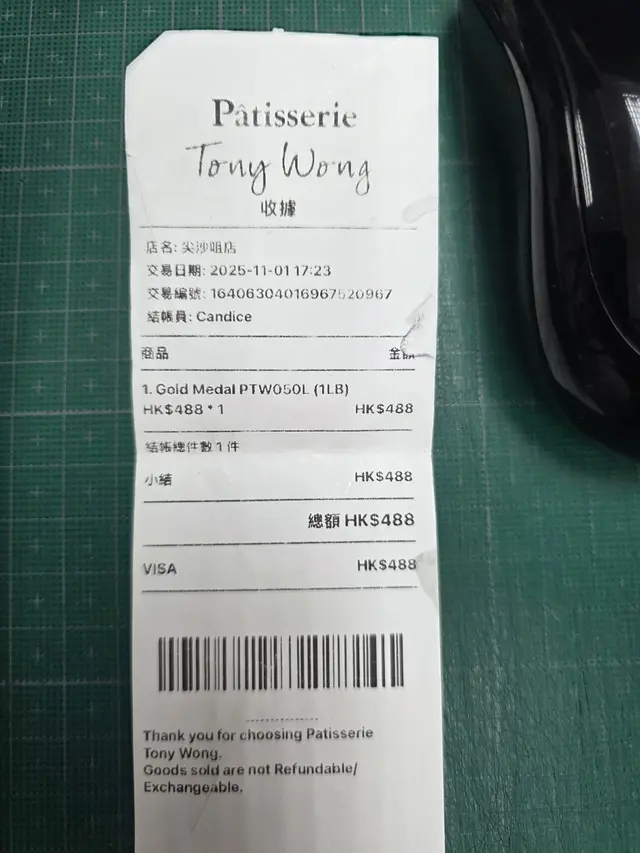 Pâtisserie
Tony Wong
收據
店名: 尖沙咀店
交易日期: 2025-11-01 17:23
交易編號: 16406304016967520967
結帳員: Candice
商品 金額
1. Gold Medal PTW050L (1LB)
HK$488 * 1 HK$488
結帳總件數 1 件
小結 HK$488
總額 HK$488
VISA HK$488
Thank you for choosing Patisserie
Tony Wong.
Goods sold are not Refundable/
Exchangeable.